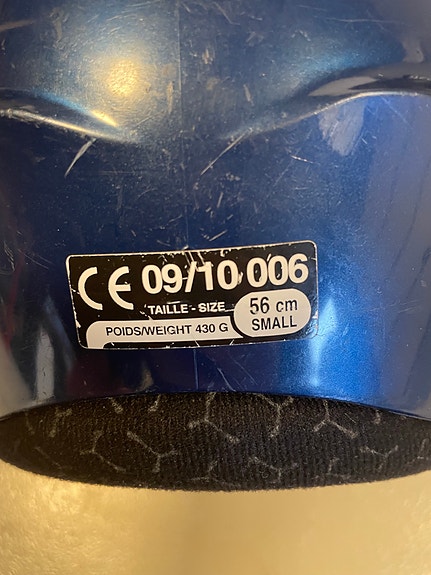 CE 09/10 006
TAILLE - SIZE 56 cm
POIDS/WEIGHT 430 G SMALL